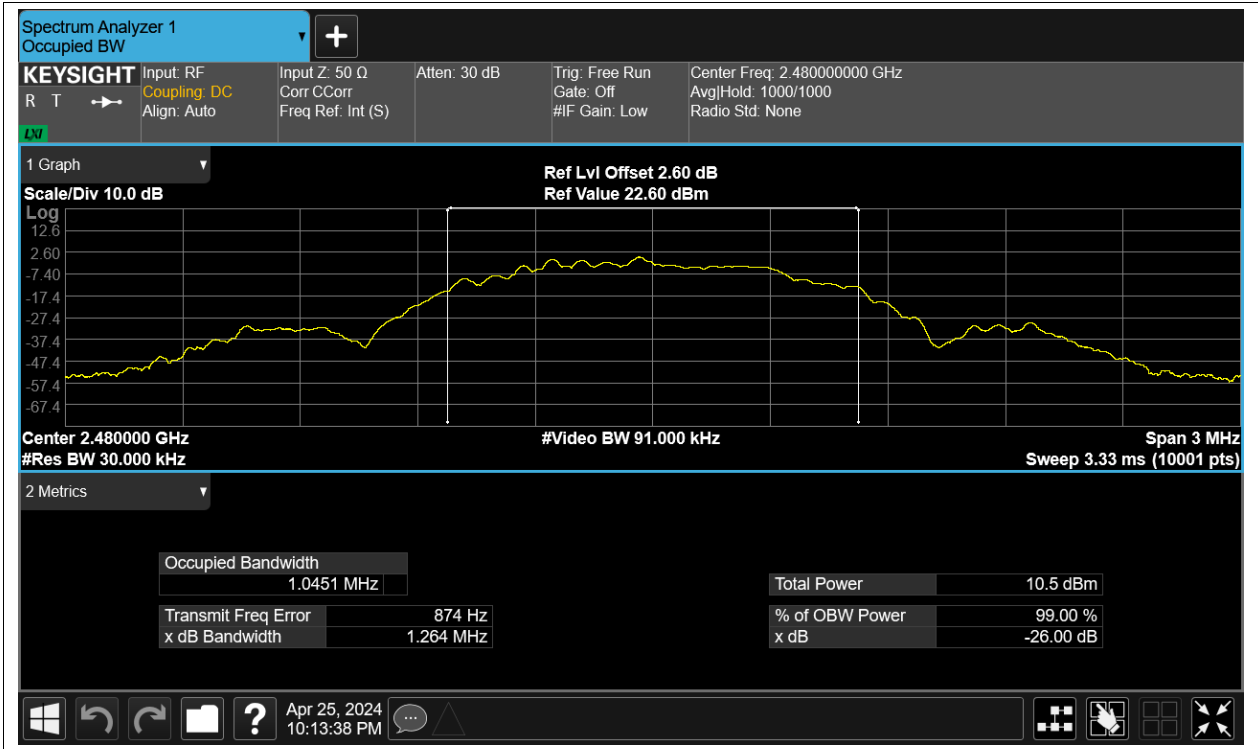 Spectrum Analyzer 1
Occupied BW
▼
+
KEYSIGHT
R T
LXI
Input: RF
Coupling: DC
Align: Auto
Input Z: 50 Ω
Corr CCorr
Freq Ref: Int (S)
Atten: 30 dB
Trig: Free Run
Gate: Off
#IF Gain: Low
Center Freq: 2.480000000 GHz
Avg|Hold: 1000/1000
Radio Std: None
1 Graph ▼
Scale/Div 10.0 dB
Ref Lvl Offset 2.60 dB
Ref Value 22.60 dBm
Log
12.6
2.60
-7.40
-17.4
-27.4
-37.4
-47.4
-57.4
-67.4
Center 2.480000 GHz
#Res BW 30.000 kHz
#Video BW 91.000 kHz
Span 3 MHz
Sweep 3.33 ms (10001 pts)
2 Metrics ▼
Occupied Bandwidth
1.0451 MHz
Transmit Freq Error 874 Hz
x dB Bandwidth 1.264 MHz
Total Power 10.5 dBm
% of OBW Power 99.00 %
x dB -26.00 dB
?
Apr 25, 2024
10:13:38 PM